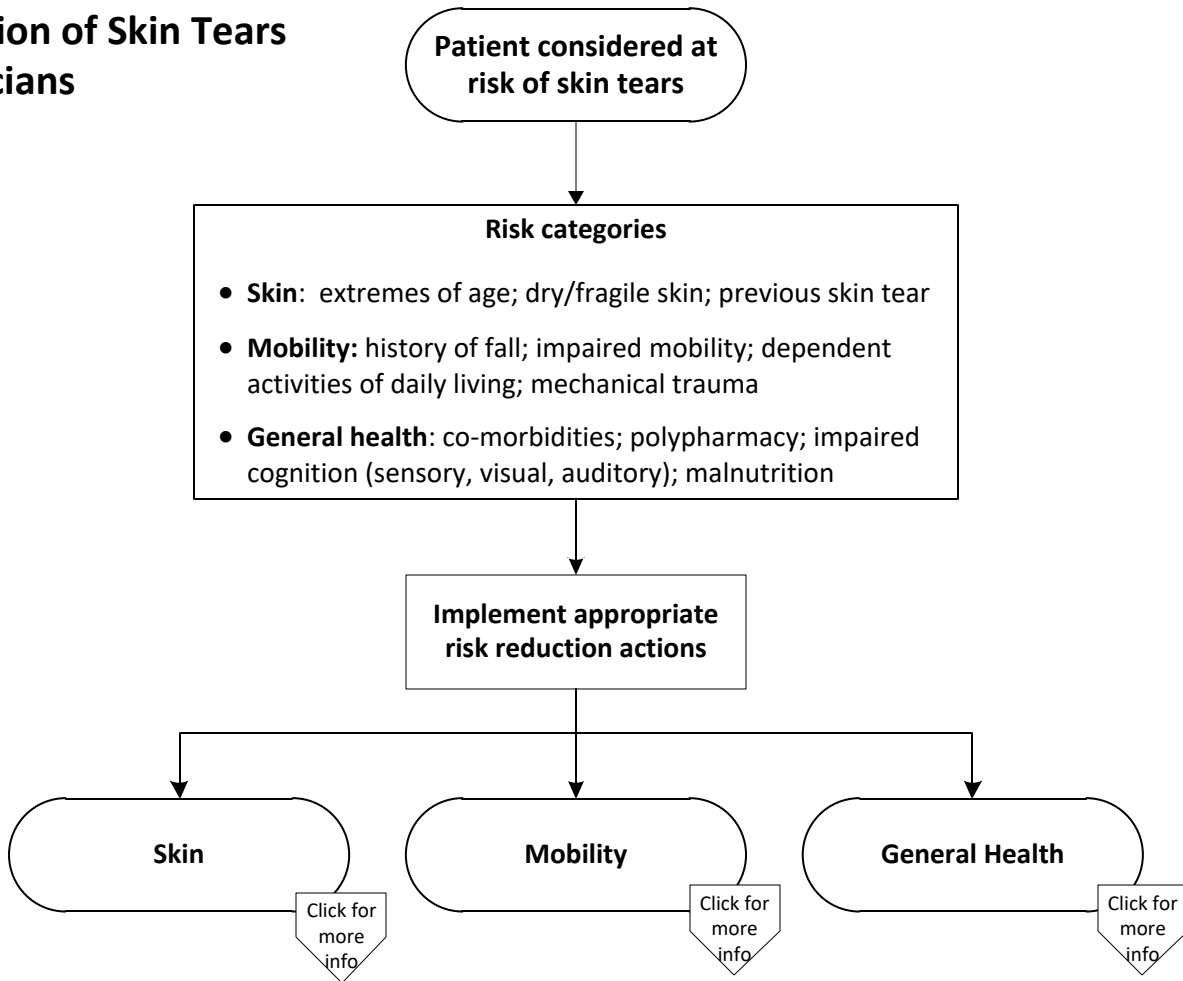 ion of Skin Tears
cians
Patient considered at
risk of skin tears
Risk categories
• Skin: extremes of age; dry/fragile skin; previous skin tear
• Mobility: history of fall; impaired mobility; dependent
activities of daily living; mechanical trauma
• General health: co-morbidities; polypharmacy; impaired
cognition (sensory, visual, auditory); malnutrition
Implement appropriate
risk reduction actions
Skin
Click for
more
info
Mobility
Click for
more
info
General Health
Click for
more
info